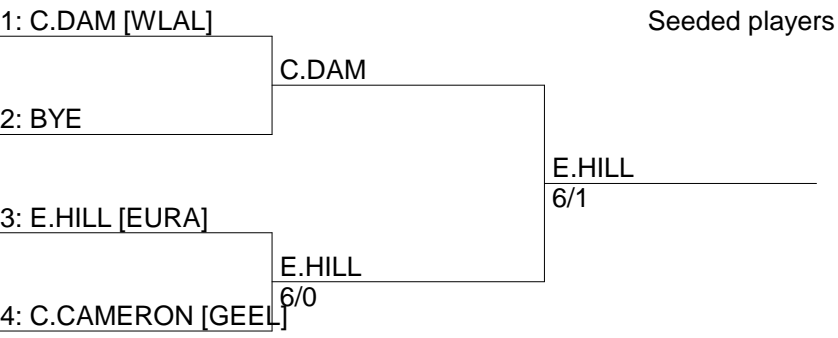 1: C.DAM [WLAL]
Seeded players
C.DAM
2: BYE
E.HILL
6/1
3: E.HILL [EURA]
E.HILL
6/0
4: C.CAMERON [GEEL]